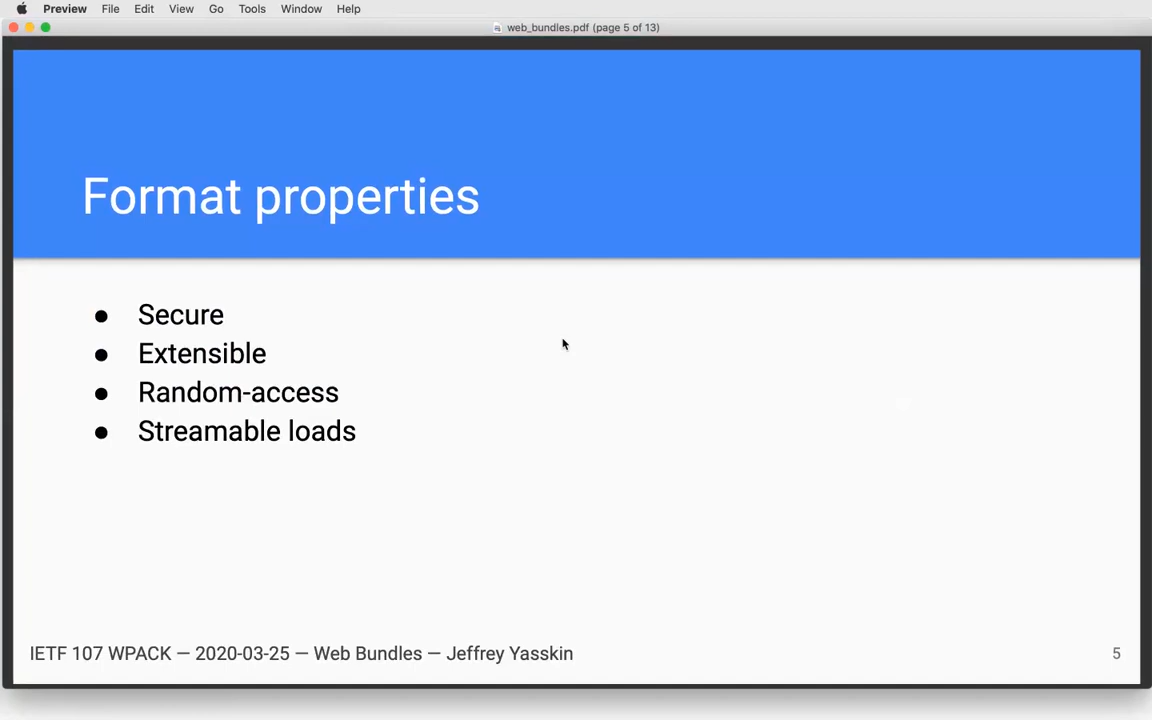 Preview File Edit View Go Tools Window Help
web_bundles.pdf (page 5 of 13)
Format properties
● Secure
● Extensible
● Random-access
● Streamable loads
IETF 107 WPACK — 2020-03-25 — Web Bundles — Jeffrey Yasskin 5